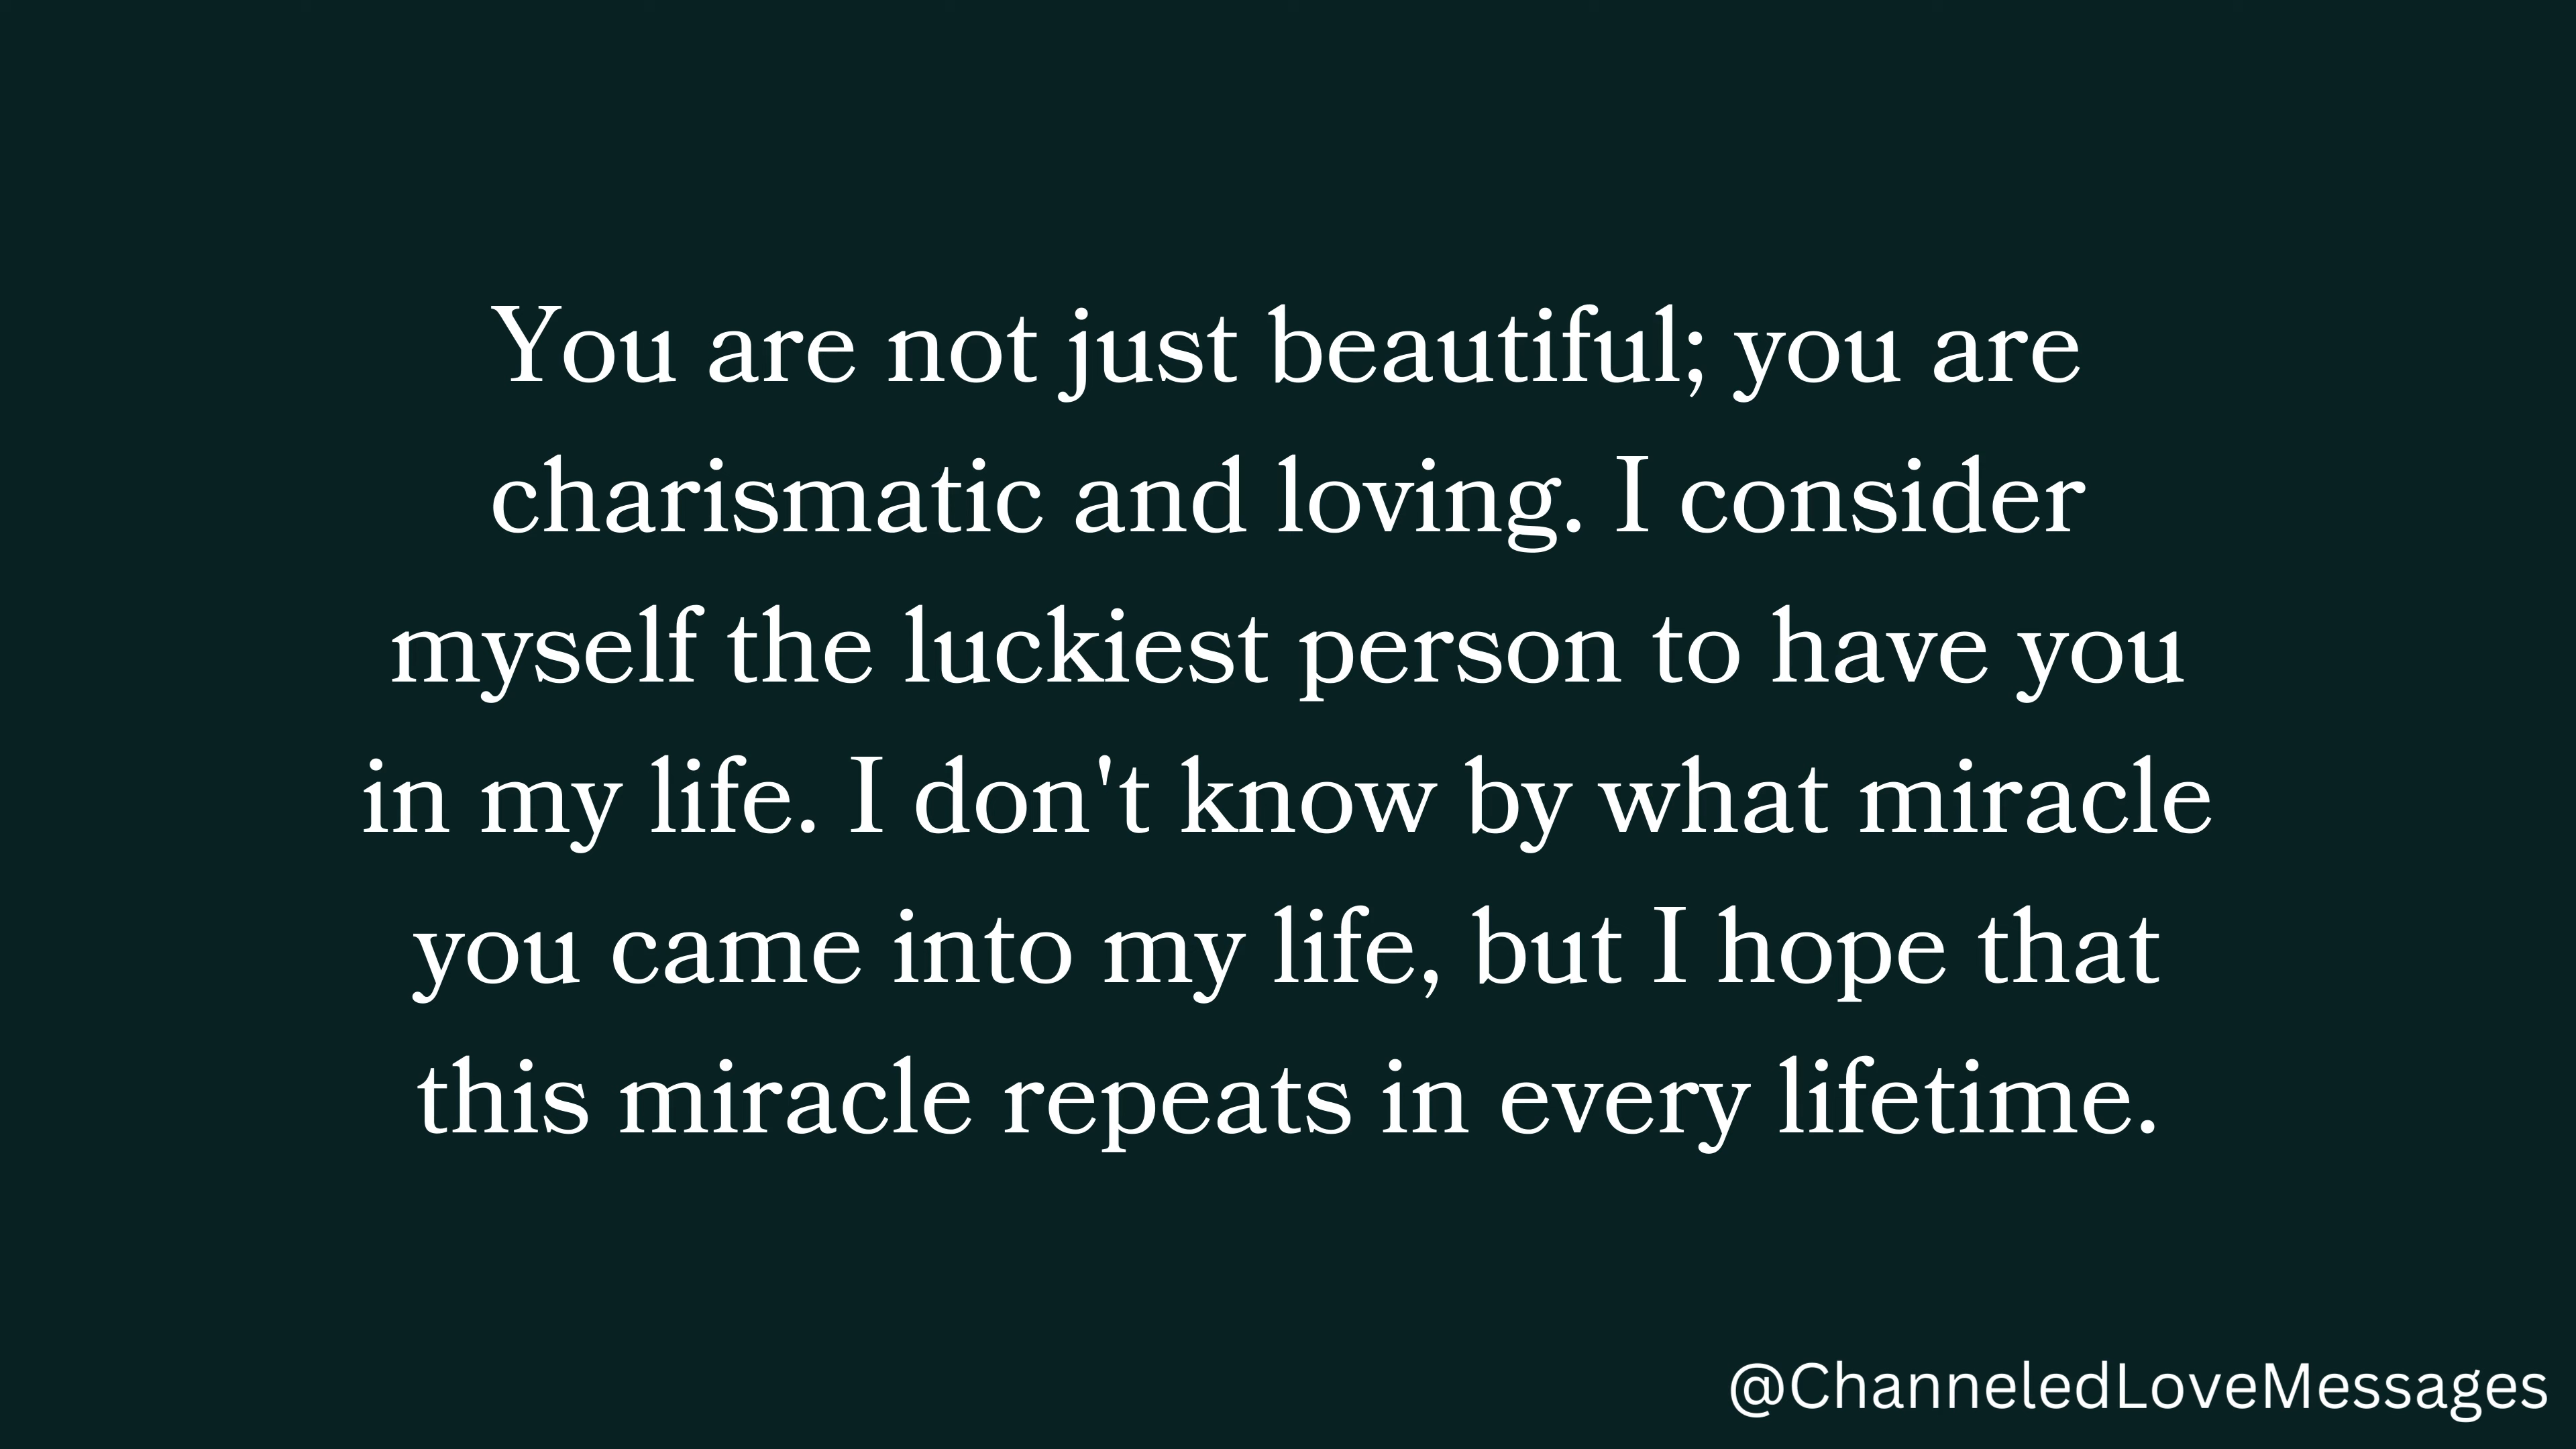 You are not just beautiful; you are
charismatic and loving. I consider
myself the luckiest person to have you
in my life. I don't know by what miracle
you came into my life, but I hope that
this miracle repeats in every lifetime.
@ChanneledLoveMessages